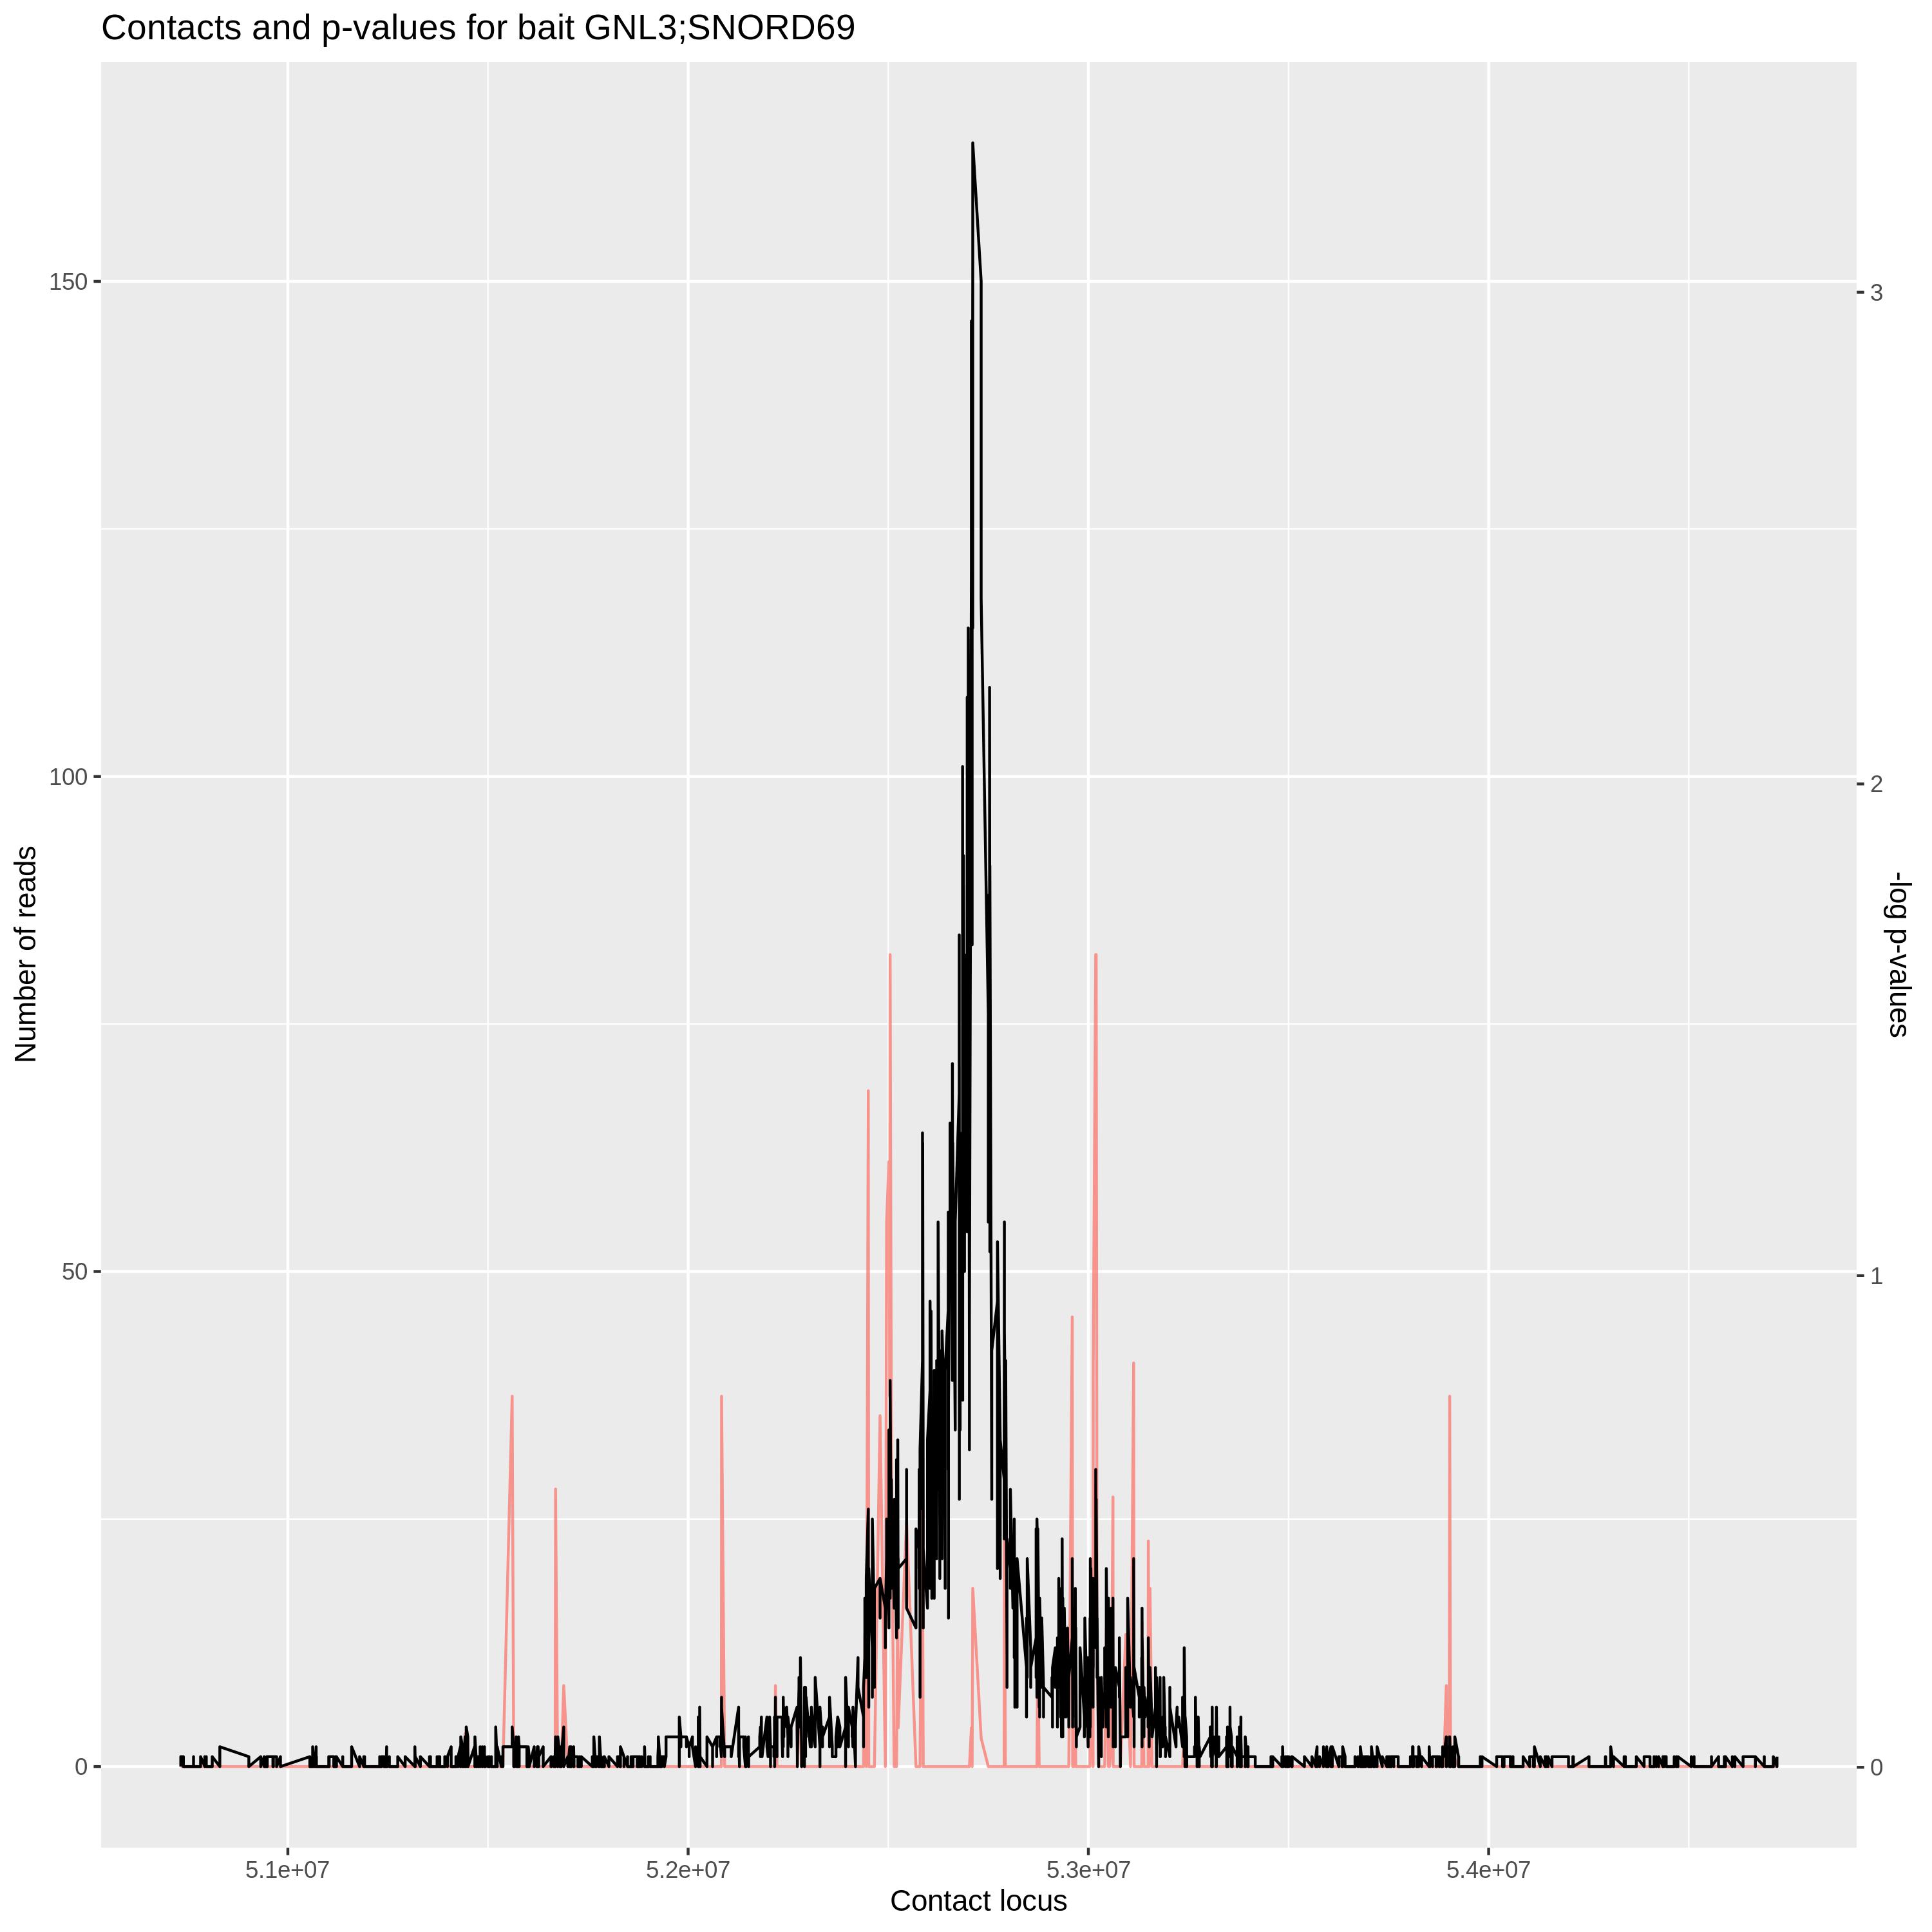 Contacts and p-values for bait GNL3;SNORD69
150
100
50
0
Number of reads
3
2
1
0
-log p-values
5.1e+07
5.2e+07
5.3e+07
5.4e+07
Contact locus